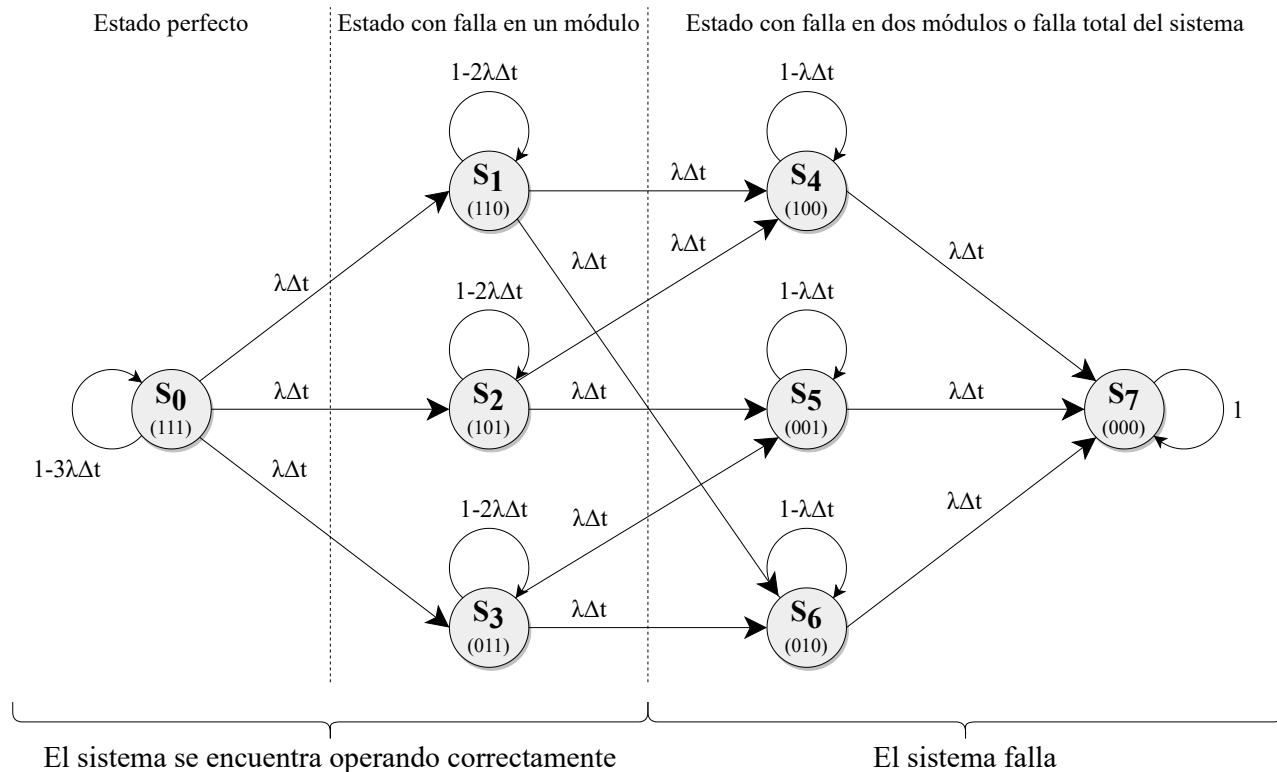 Estado perfecto
Estado con falla en un módulo
Estado con falla en dos módulos o falla total del sistema
1-2λΔt
1-λΔt
S1
(110)
λΔt
S4
(100)
λΔt
λΔt
λΔt
λΔt
1-2λΔt
1-λΔt
S0
(111)
λΔt
S2
(101)
λΔt
S5
(001)
λΔt
S7
(000)
1
1-3λΔt
λΔt
1-2λΔt
1-λΔt
λΔt
λΔt
S3
(011)
λΔt
S6
(010)
El sistema se encuentra operando correctamente
El sistema falla